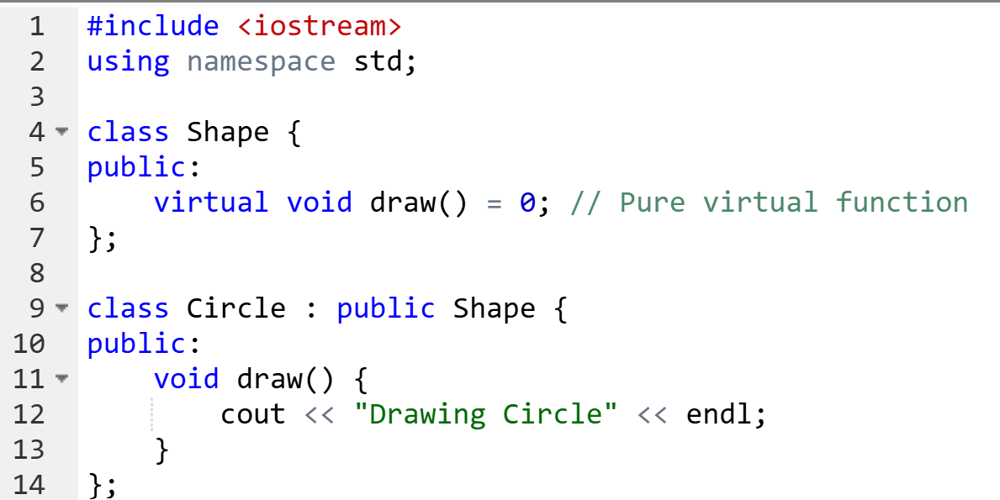 1 #include <iostream>
2 using namespace std;
3
4 class Shape {
5 public:
6     virtual void draw() = 0; // Pure virtual function
7 };
8
9 class Circle : public Shape {
10 public:
11     void draw() {
12         cout << "Drawing Circle" << endl;
13     }
14 };